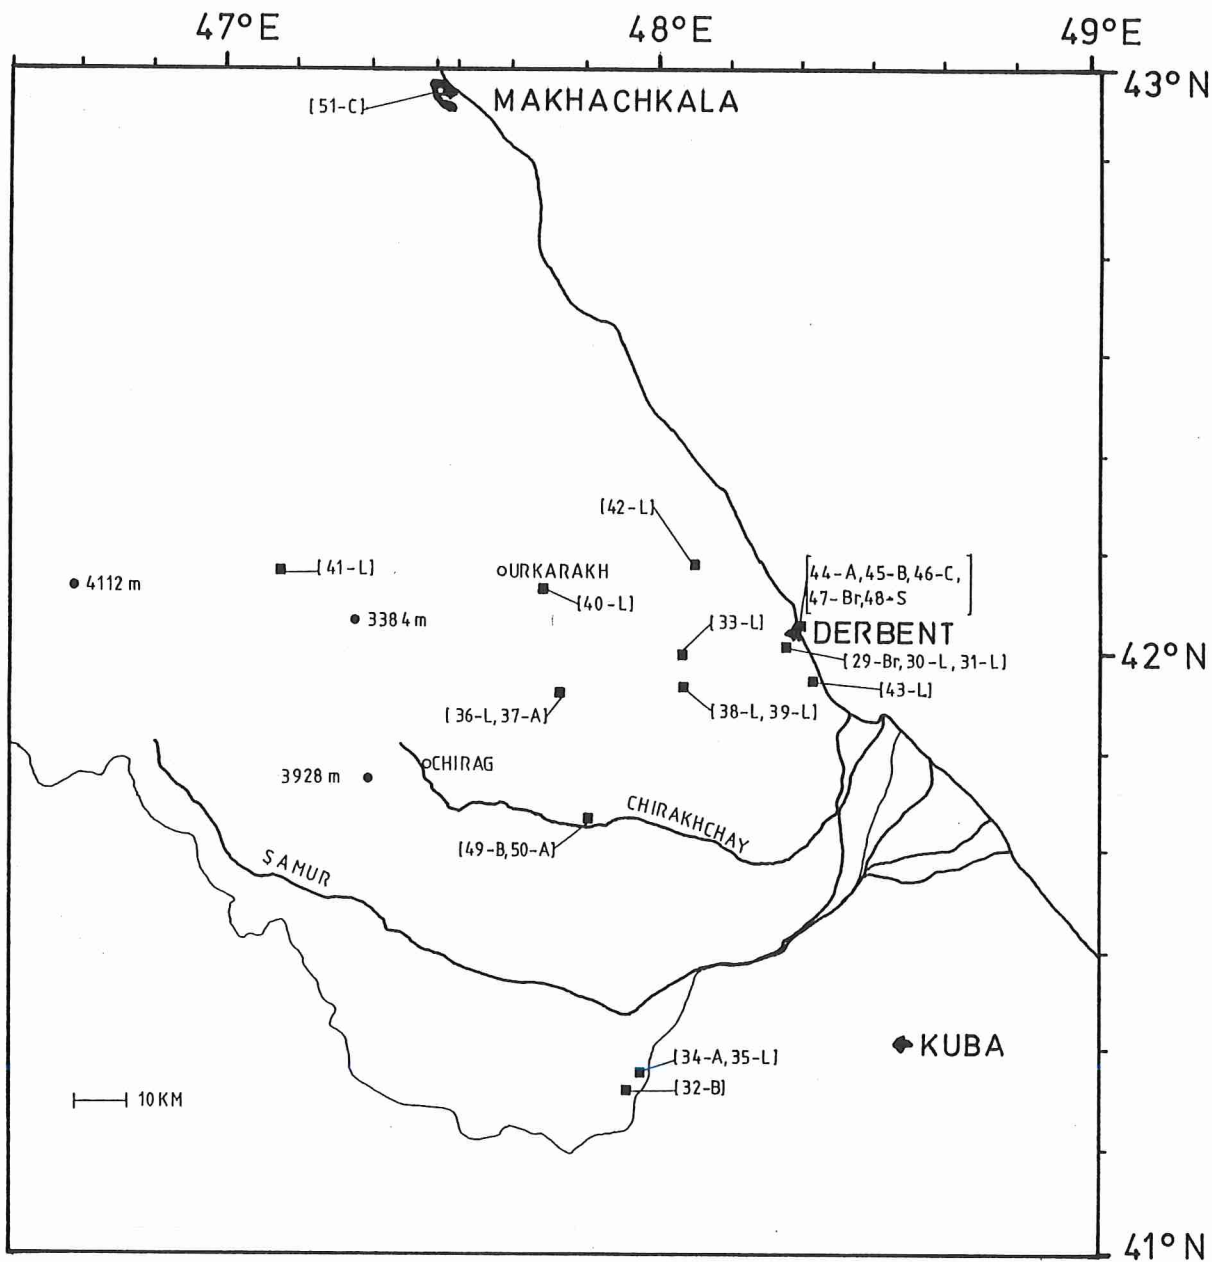 47°E 48°E 49°E
43°N
[51-C] MAKHACHKALA
[42-L]
4112 m
[41-L]
URKARAKH
[40-L]
3384 m
[44-A, 45-B, 46-C,
47-Br, 48-S]
[33-L]
DERBENT
[29-Br, 30-L, 31-L]
42°N
[43-L]
[36-L, 37-A]
[38-L, 39-L]
CHIRAG
3928 m
CHIRAKHCHAY
[49-B, 50-A]
SAMUR
KUBA
[34-A, 35-L]
[32-B]
10 KM
41°N